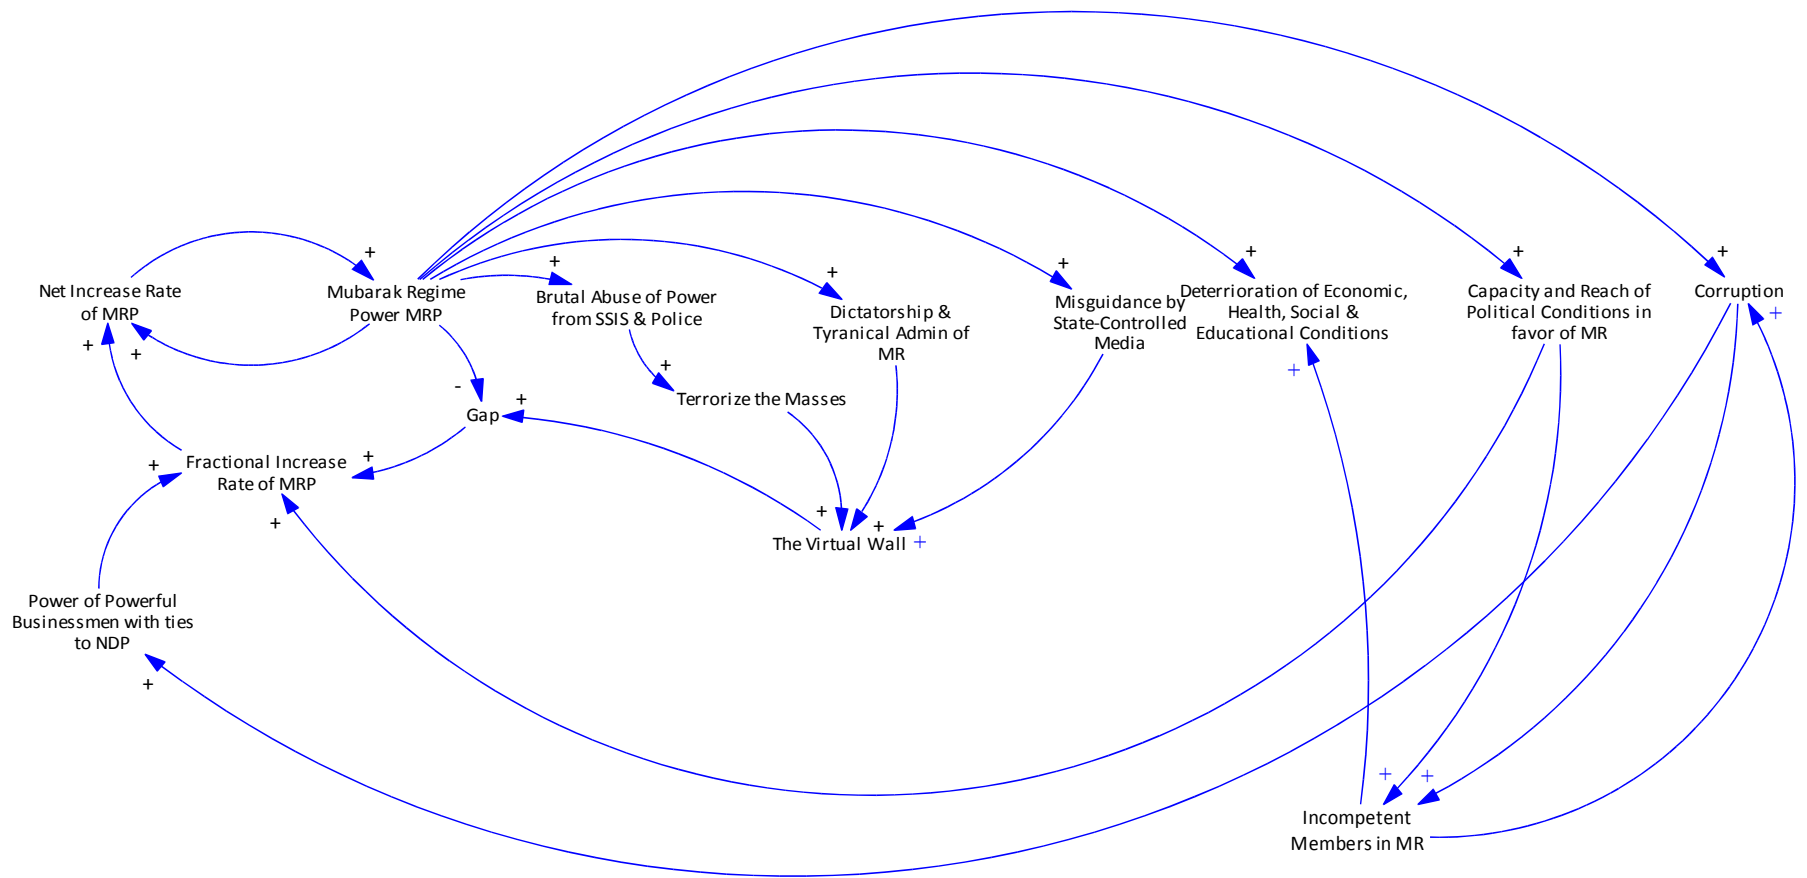 +
+
+
+
+
+
+
Net Increase Rate
of MRP
Mubarak Regime
Power MRP
Brutal Abuse of Power
from SSIS & Police
Dictatorship &
Tyranical Admin of
MR
Misguidance by
State-Controlled
Media
Deterrioration of Economic,
Health, Social &
Educational Conditions
Capacity and Reach of
Political Conditions in
favor of MR
Corruption
+
+
+
+
+
-
+
Gap
Terrorize the Masses
+
+
Fractional Increase
Rate of MRP
+
+
+
+
The Virtual Wall
+
Power of Powerful
Businessmen with ties
to NDP
+
+
+
Incompetent
Members in MR